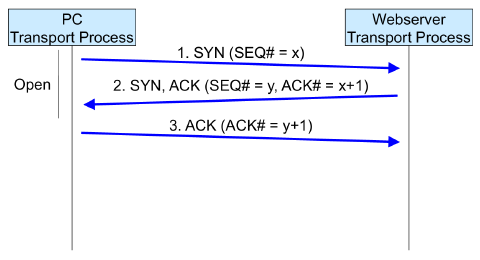 PC
Transport Process
Webserver
Transport Process
1. SYN (SEQ# = x)
Open
2. SYN, ACK (SEQ# = y, ACK# = x+1)
3. ACK (ACK# = y+1)